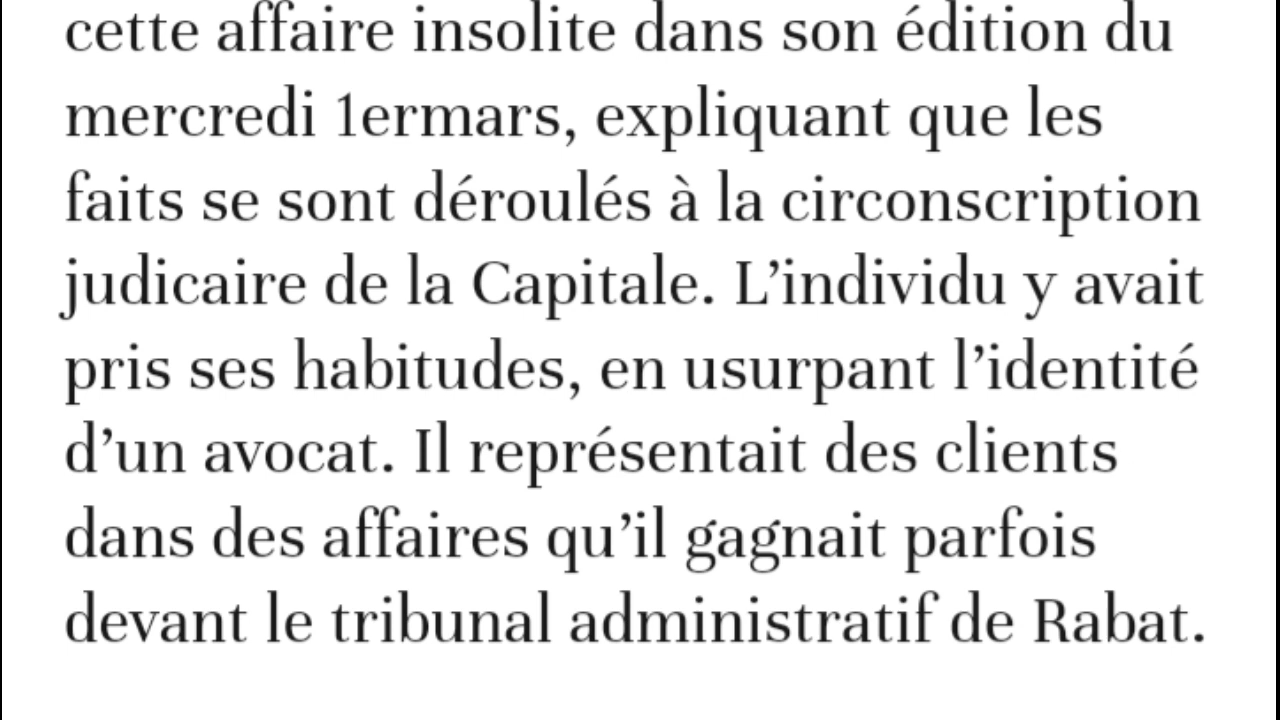 cette affaire insolite dans son édition du
mercredi 1ermars, expliquant que les
faits se sont déroulés à la circonscription
judicaire de la Capitale. L’individu y avait
pris ses habitudes, en usurpant l’identité
d’un avocat. Il représentait des clients
dans des affaires qu’il gagnait parfois
devant le tribunal administratif de Rabat.